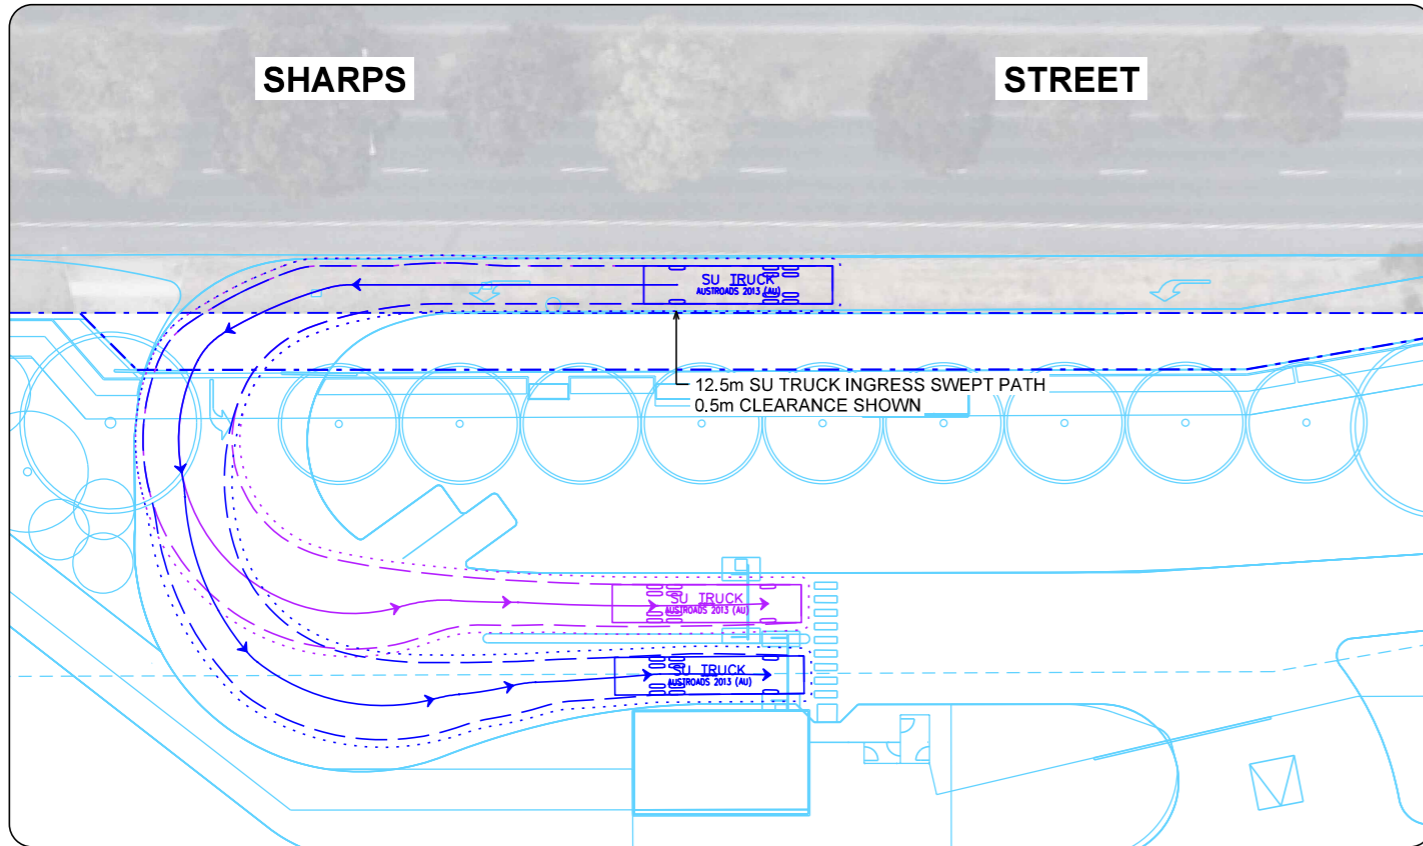 SHARPS STREET
SU TRUCK
AUSTROADS 2013 (AU)
12.5m SU TRUCK INGRESS SWEPT PATH
0.5m CLEARANCE SHOWN
SU TRUCK
AUSTROADS 2013 (AU)
SU TRUCK
AUSTROADS 2013 (AU)